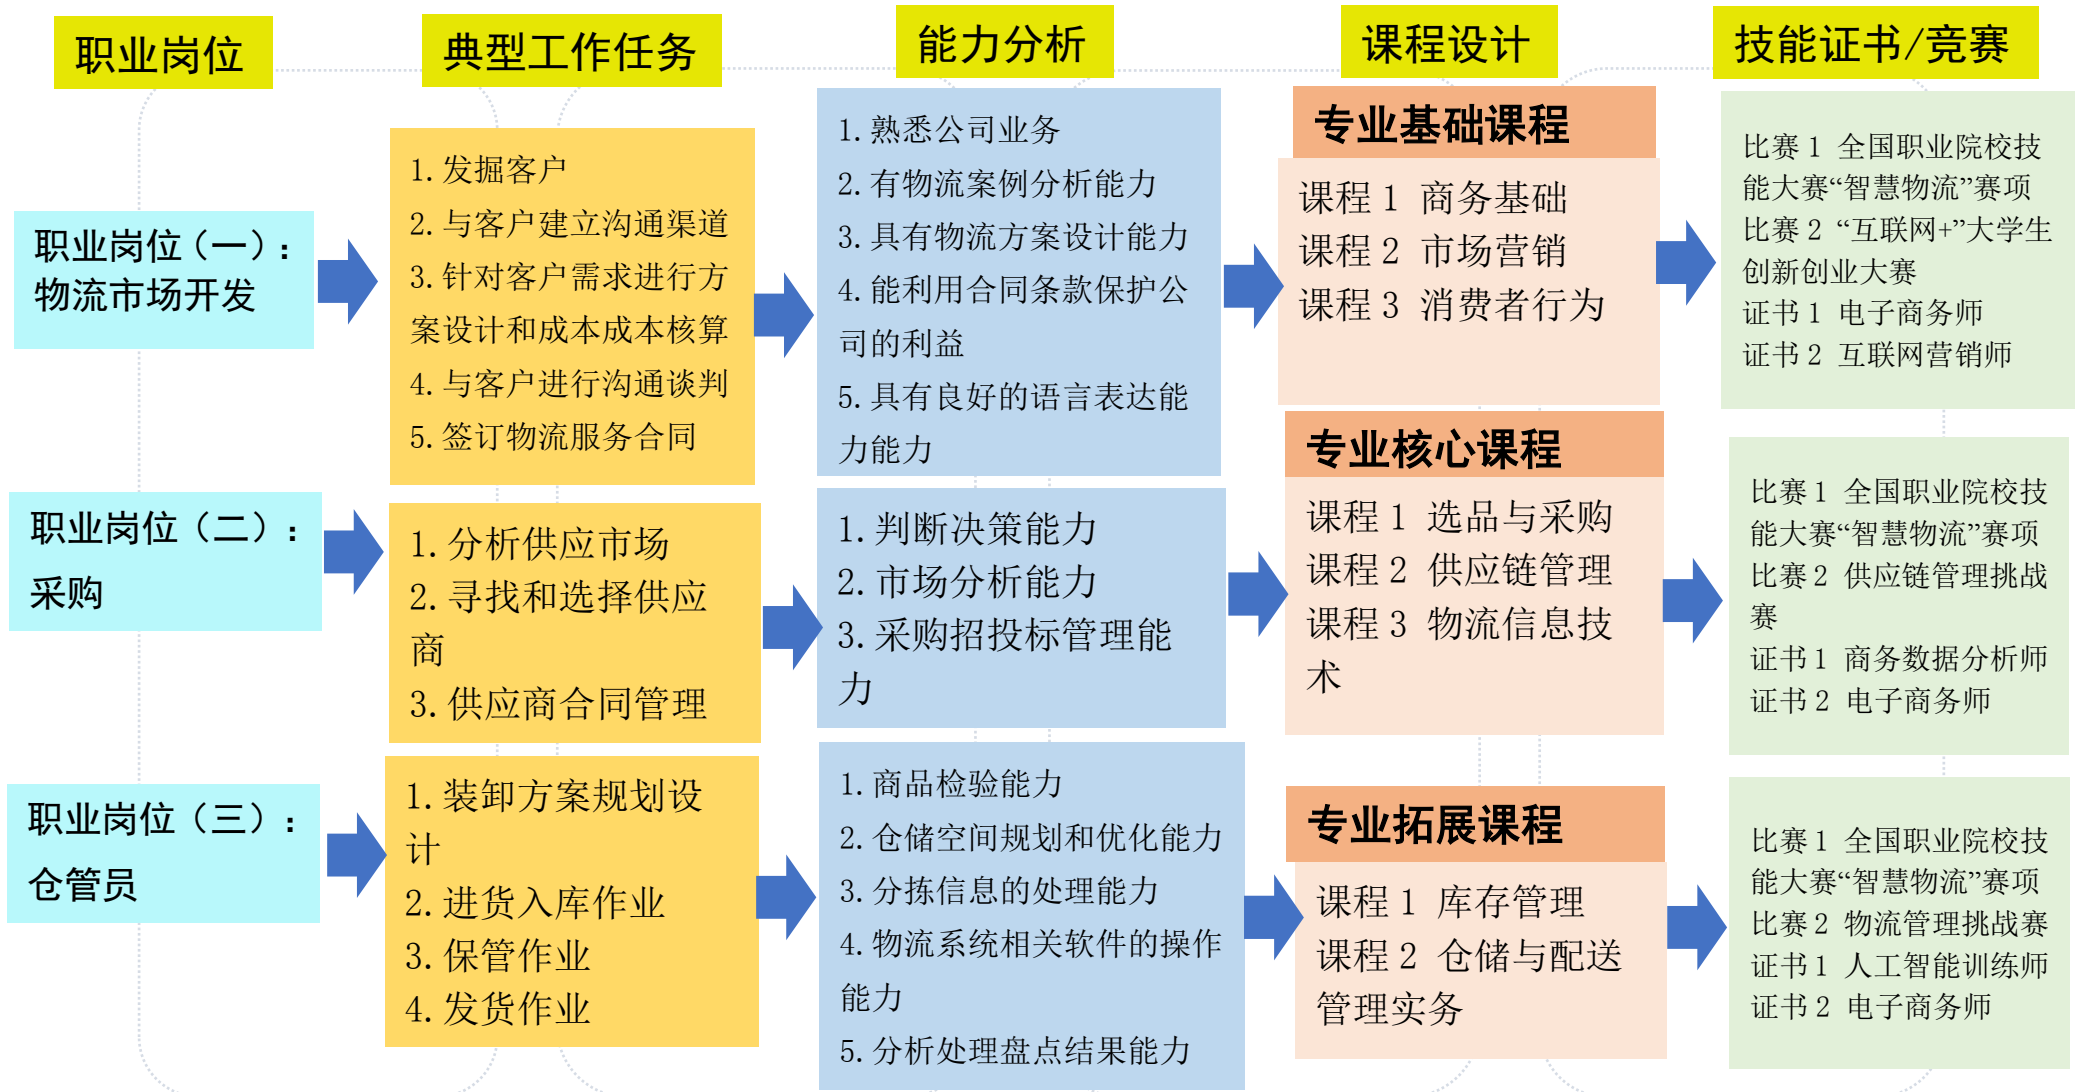 职业岗位
典型工作任务
能力分析
课程设计
技能证书/竞赛
职业岗位（一）：
物流市场开发
1.发掘客户
2.与客户建立沟通渠道
3.针对客户需求进行方
案设计和成本成本核算
4.与客户进行沟通谈判
5.签订物流服务合同
1.熟悉公司业务
2.有物流案例分析能力
3.具有物流方案设计能力
4.能利用合同条款保护公
司的利益
5.具有良好的语言表达能
力能力
专业基础课程
课程1 商务基础
课程2 市场营销
课程3 消费者行为
比赛1 全国职业院校技
能大赛“智慧物流”赛项
比赛2 “互联网+”大学生
创新创业大赛
证书1 电子商务师
证书2 互联网营销师
职业岗位（二）：
采购
1.分析供应市场
2.寻找和选择供应
商
3.供应商合同管理
1.判断决策能力
2.市场分析能力
3.采购招投标管理能
力
专业核心课程
课程1 选品与采购
课程2 供应链管理
课程3 物流信息技
术
比赛1 全国职业院校技
能大赛“智慧物流”赛项
比赛2 供应链管理挑战
赛
证书1 商务数据分析师
证书2 电子商务师
职业岗位（三）：
仓管员
1.装卸方案规划设
计
2.进货入库作业
3.保管作业
4.发货作业
1.商品检验能力
2.仓储空间规划和优化能力
3.分拣信息的处理能力
4.物流系统相关软件的操作
能力
5.分析处理盘点结果能力
专业拓展课程
课程1 库存管理
课程2 仓储与配送
管理实务
比赛1 全国职业院校技
能大赛“智慧物流”赛项
比赛2 物流管理挑战赛
证书1 人工智能训练师
证书2 电子商务师